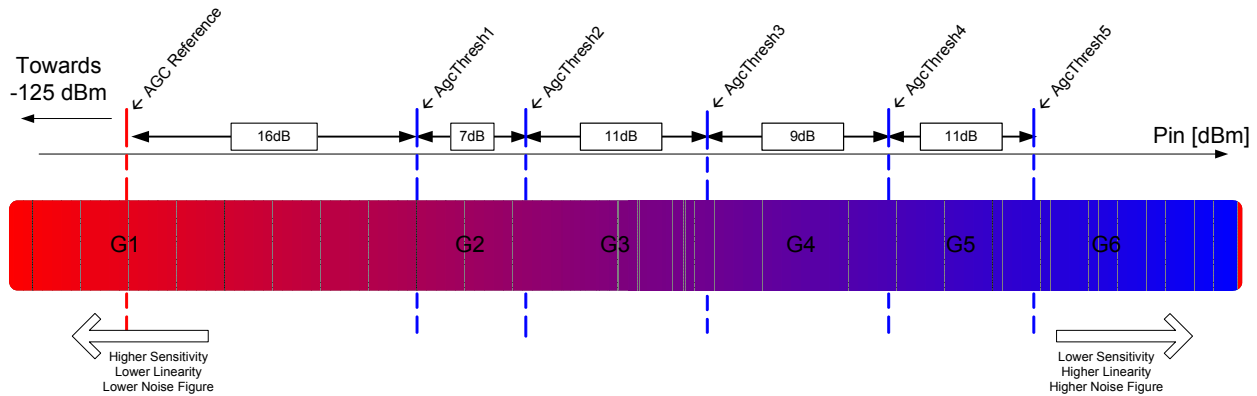 Towards
-125 dBm
AGC Reference
AgcThresh1
AgcThresh2
AgcThresh3
AgcThresh4
AgcThresh5
16dB
7dB
11dB
9dB
11dB
Pin [dBm]
G1
G2
G3
G4
G5
G6
Higher Sensitivity
Lower Linearity
Lower Noise Figure
Lower Sensitivity
Higher Linearity
Higher Noise Figure